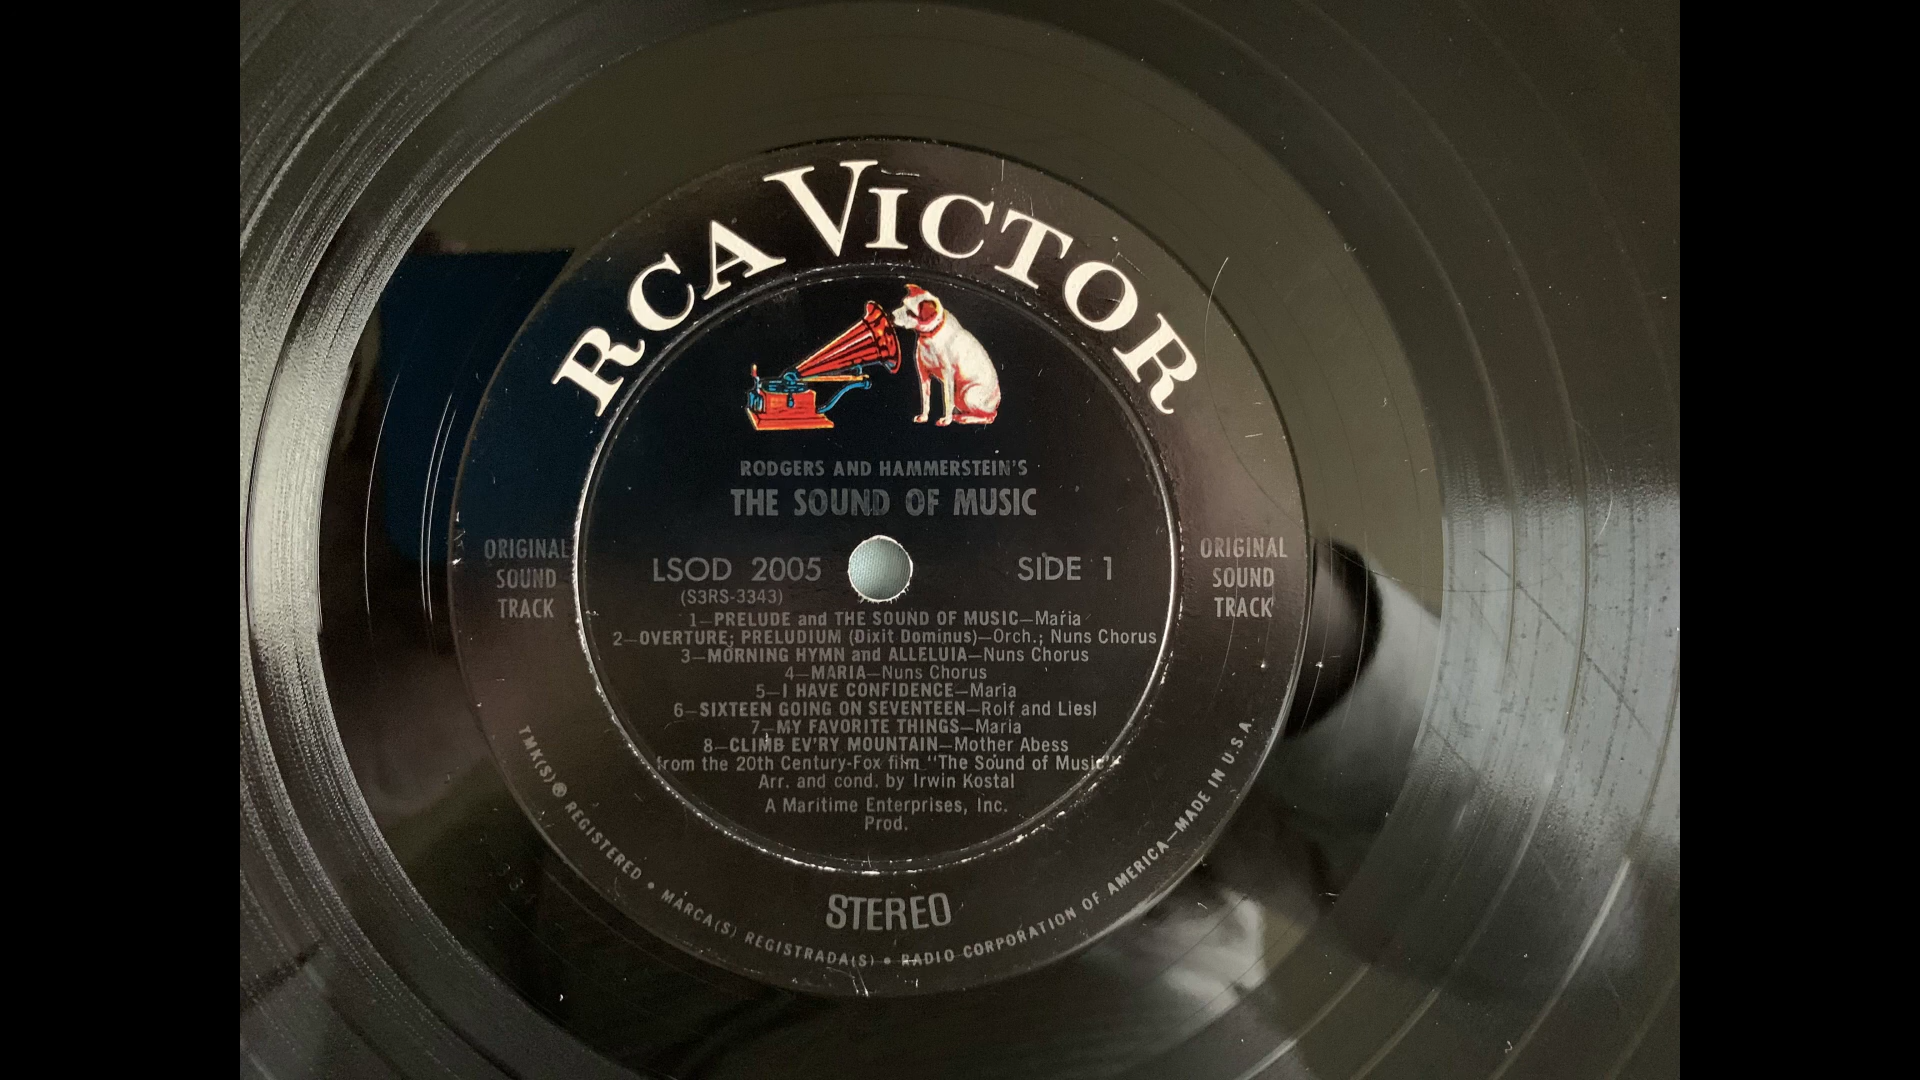 RCA VICTOR
RODGERS AND HAMMERSTEIN'S
THE SOUND OF MUSIC
ORIGINAL
SOUND
TRACK
LSOD 2005
(S3RS-3343)
SIDE 1
ORIGINAL
SOUND
TRACK
1—PRELUDE and THE SOUND OF MUSIC—Maria
2—OVERTURE; PRELUDIUM (Dixit Dominus)—Orch.; Nuns Chorus
3—MORNING HYMN and ALLELUIA—Nuns Chorus
4—MARIA—Nuns Chorus
5—I HAVE CONFIDENCE—Maria
6—SIXTEEN GOING ON SEVENTEEN—Rolf and Liesl
7—MY FAVORITE THINGS—Maria
8—CLIMB EV'RY MOUNTAIN—Mother Abess
from the 20th Century-Fox film "The Sound of Music"
Arr. and cond. by Irwin Kostal
A Maritime Enterprises, Inc.
Prod.
STEREO
TMK(S) ® REGISTERED • MARCA(S) REGISTRADA(S) • RADIO CORPORATION OF AMERICA—MADE IN U.S.A.